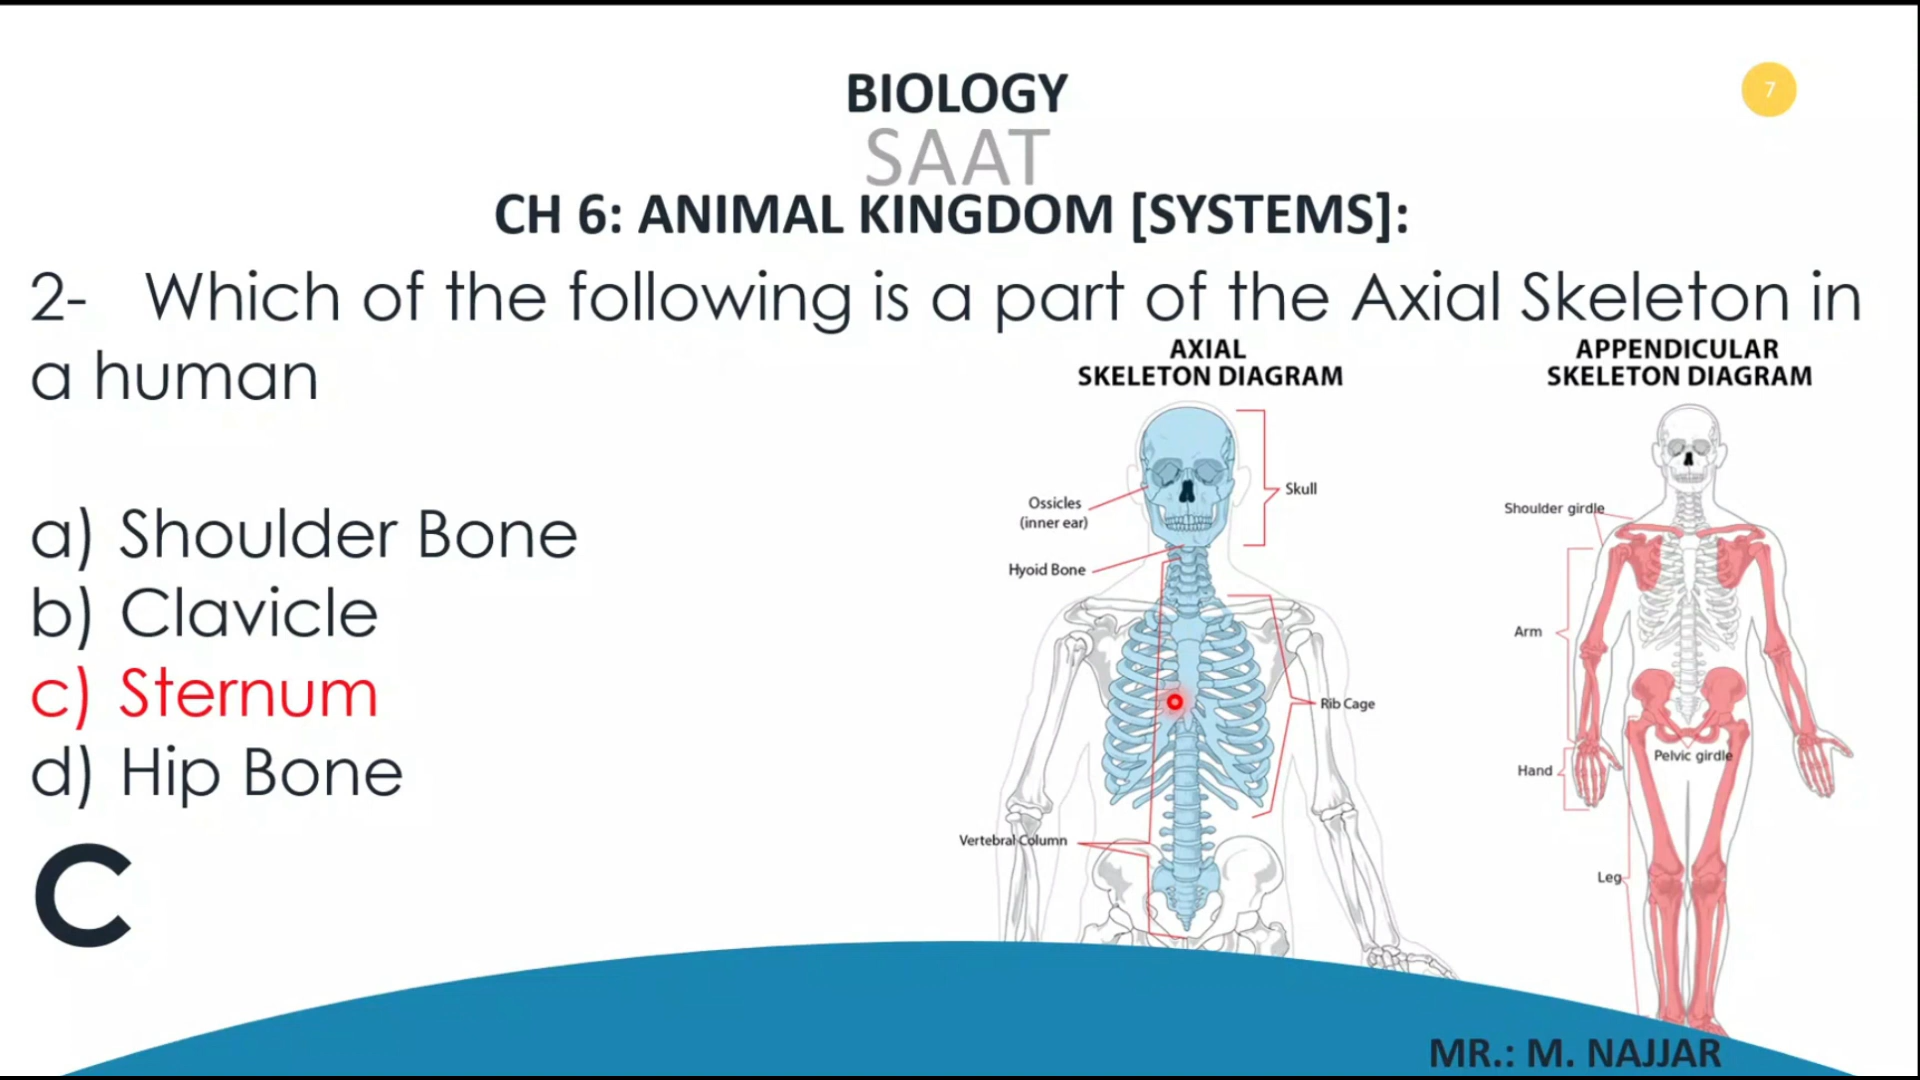 7
BIOLOGY
SAAT
CH 6: ANIMAL KINGDOM [SYSTEMS]:
2- Which of the following is a part of the Axial Skeleton in
a human
a) Shoulder Bone
b) Clavicle
c) Sternum
d) Hip Bone
C
AXIAL
SKELETON DIAGRAM
Skull
Ossicles
(inner ear)
Hyoid Bone
Rib Cage
Vertebral Column
APPENDICULAR
SKELETON DIAGRAM
Shoulder girdle
Arm
Pelvic girdle
Hand
Leg
MR.: M. NAJJAR